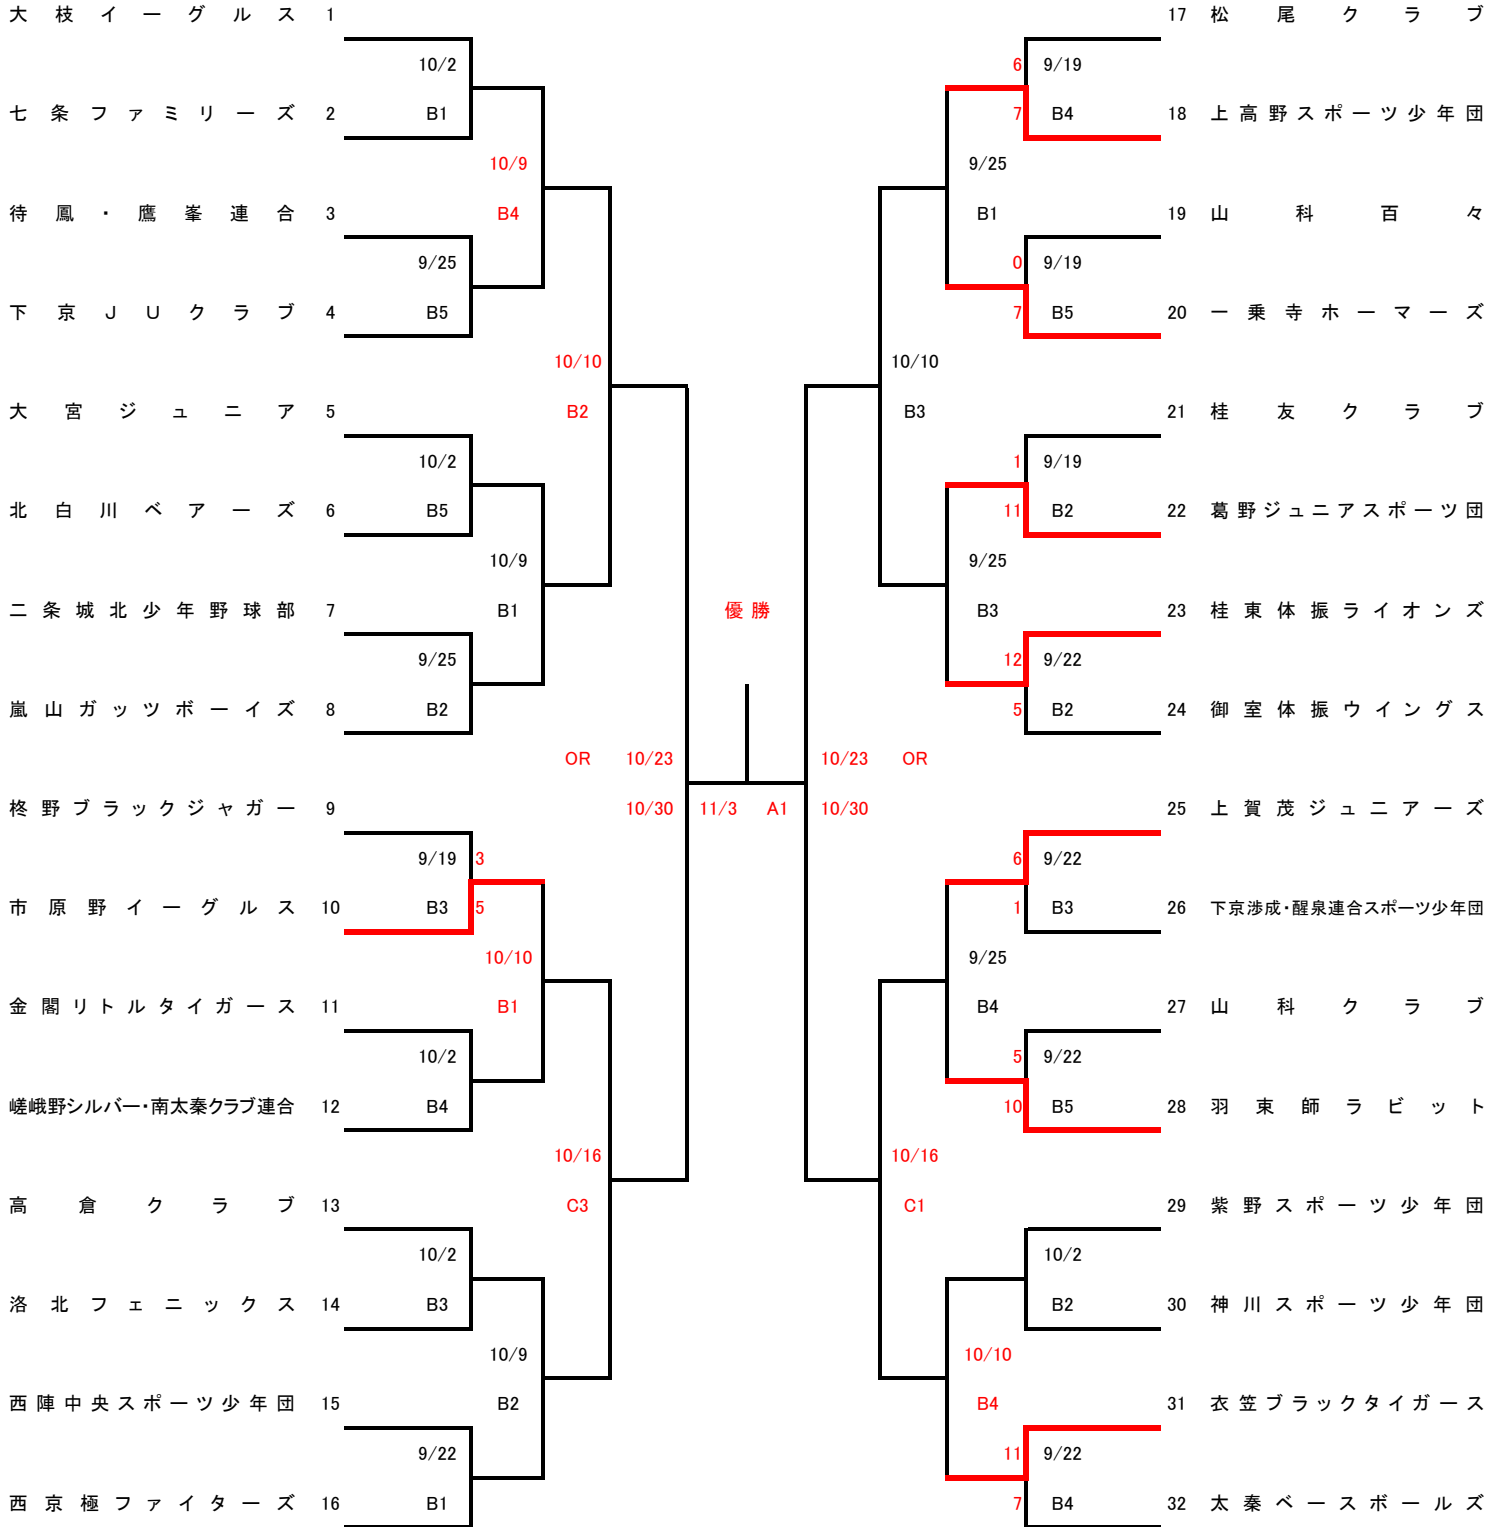 大枝イーグルス 1 17 松尾クラブ
10/2 6 9/19
七条ファミリーズ 2 B1 7 B4 18 上高野スポーツ少年団
10/9 9/25
待鳳・鷹峯連合 3 B4 B1 19 山科百々
9/25 0 9/19
下京JUクラブ 4 B5 7 B5 20 一乗寺ホーマーズ
10/10 10/10
大宮ジュニア 5 B2 B3 21 桂友クラブ
10/2 1 9/19
北白川ベアーズ 6 B5 11 B2 22 葛野ジュニアスポーツ団
10/9 9/25
二条城北少年野球部 7 B1 優勝 B3 23 桂東体振ライオンズ
9/25 12 9/22
嵐山ガッツボーイズ 8 B2 5 B2 24 御室体振ウイングス
OR 10/23 10/23 OR
柊野ブラックジャガー 9 10/30 11/3 A1 10/30 25 上賀茂ジュニアーズ
9/19 3 6 9/22
市原野イーグルス 10 B3 5 1 B3 26 下京渉成・醒泉連合スポーツ少年団
10/10 9/25
金閣リトルタイガース 11 B1 B4 27 山科クラブ
10/2 5 9/22
嵯峨野シルバー・南太秦クラブ連合 12 B4 10 B5 28 羽束師ラビット
10/16 10/16
高倉クラブ 13 C3 C1 29 紫野スポーツ少年団
10/2 10/2
洛北フェニックス 14 B3 B2 30 神川スポーツ少年団
10/9 10/10
西陣中央スポーツ少年団 15 B2 B4 31 衣笠ブラックタイガース
9/22 11 9/22
西京極ファイターズ 16 B1 7 B4 32 太秦ベースボールズ